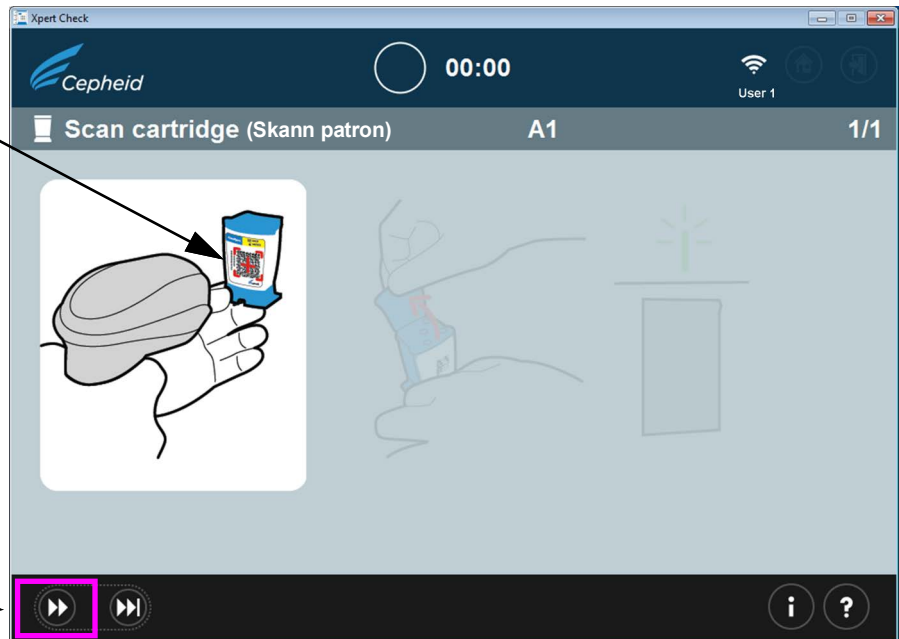 Xpert Check
Cepheid
00:00
User 1
Scan cartridge (Skann patron) A1 1/1
i ?